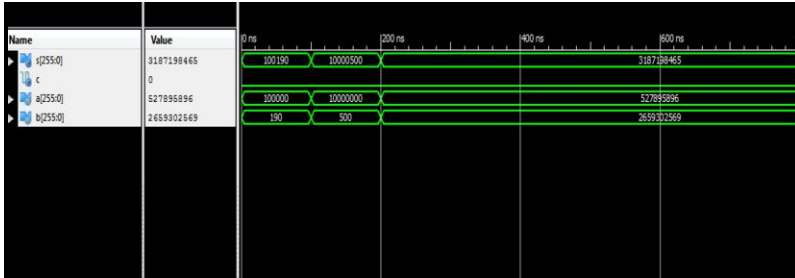 Name Value 0 ns 200 ns 400 ns 600 ns
s[255:0] 3187198465 100190 10000500 3187198465
c 0
a[255:0] 527895896 100000 10000000 527895896
b[255:0] 2659302569 190 500 2659302569